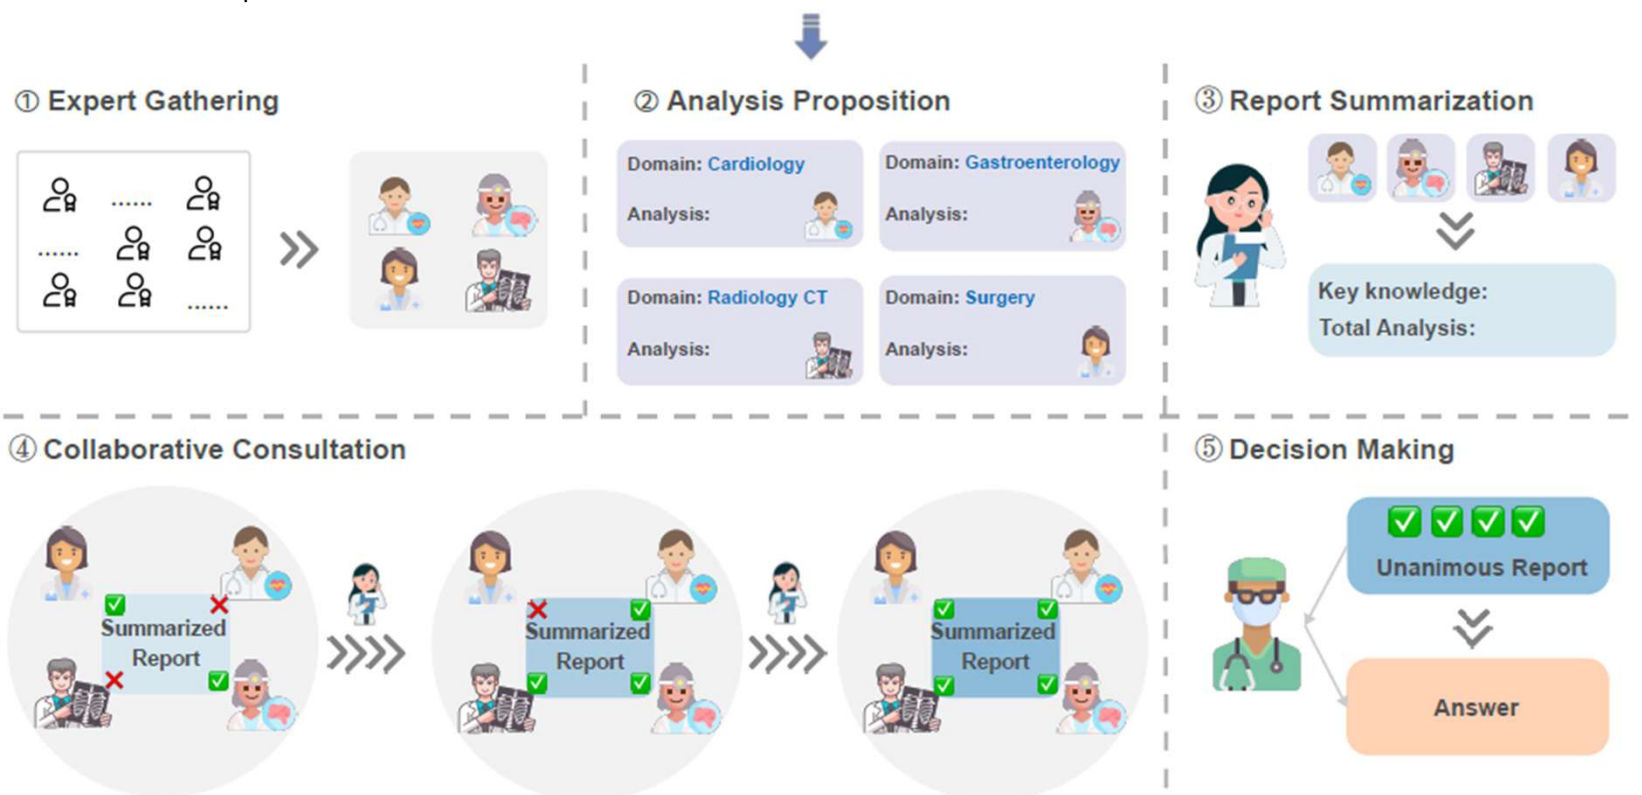 ① Expert Gathering
......
......
......
② Analysis Proposition
Domain: Cardiology
Analysis:
Domain: Gastroenterology
Analysis:
Domain: Radiology CT
Analysis:
Domain: Surgery
Analysis:
③ Report Summarization
Key knowledge:
Total Analysis:
④ Collaborative Consultation
Summarized
Report
Summarized
Report
Summarized
Report
⑤ Decision Making
Unanimous Report
Answer